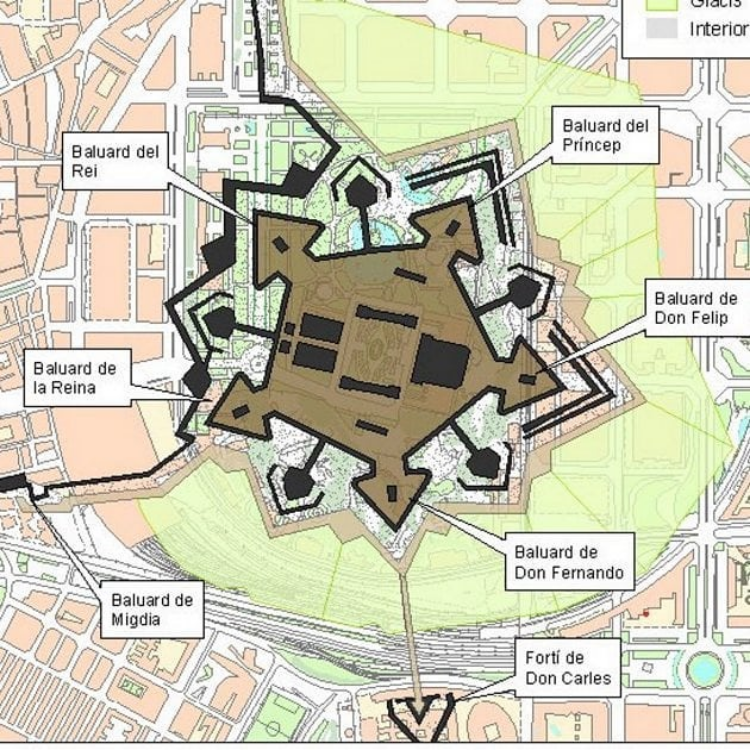 Glacis
Interior
Baluard del
Príncep
Baluard del
Rei
Baluard de
Don Felip
Baluard de
la Reina
Baluard de
Don Fernando
Baluard de
Migdia
Fortí de
Don Carles